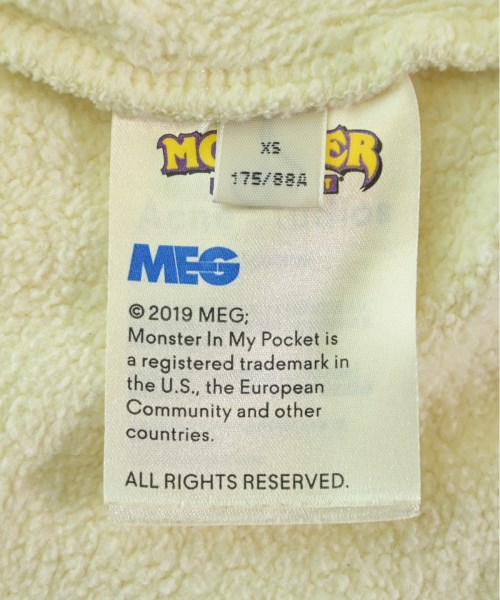 XS
175/88A
MEG
© 2019 MEG;
Monster In My Pocket is
a registered trademark in
the U.S., the European
Community and other
countries.
ALL RIGHTS RESERVED.